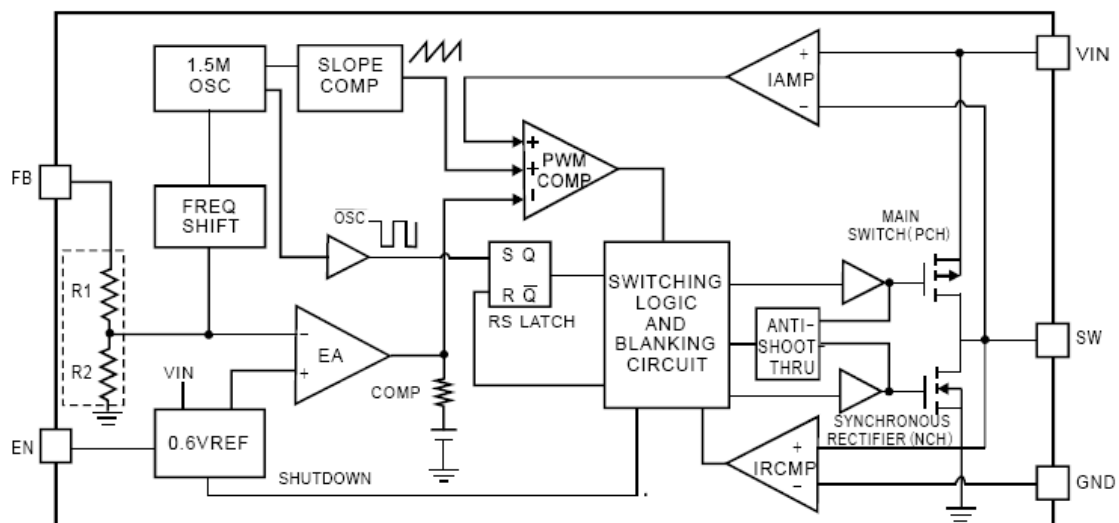 1.5M
OSC
SLOPE
COMP
IAMP
+
−
VIN
FB
FREQ
SHIFT
+
+
−
PWM
COMP
OSC
MAIN
SWITCH(PCH)
R1
R2
S Q
R Q
RS LATCH
SWITCHING
LOGIC
AND
BLANKING
CIRCUIT
ANTI-
SHOOT
THRU
SW
−
+
EA
VIN
COMP
EN
0.6VREF
SHUTDOWN
SYNCHRONOUS
RECTIFIER(NCH)
IRCMP
+
−
GND